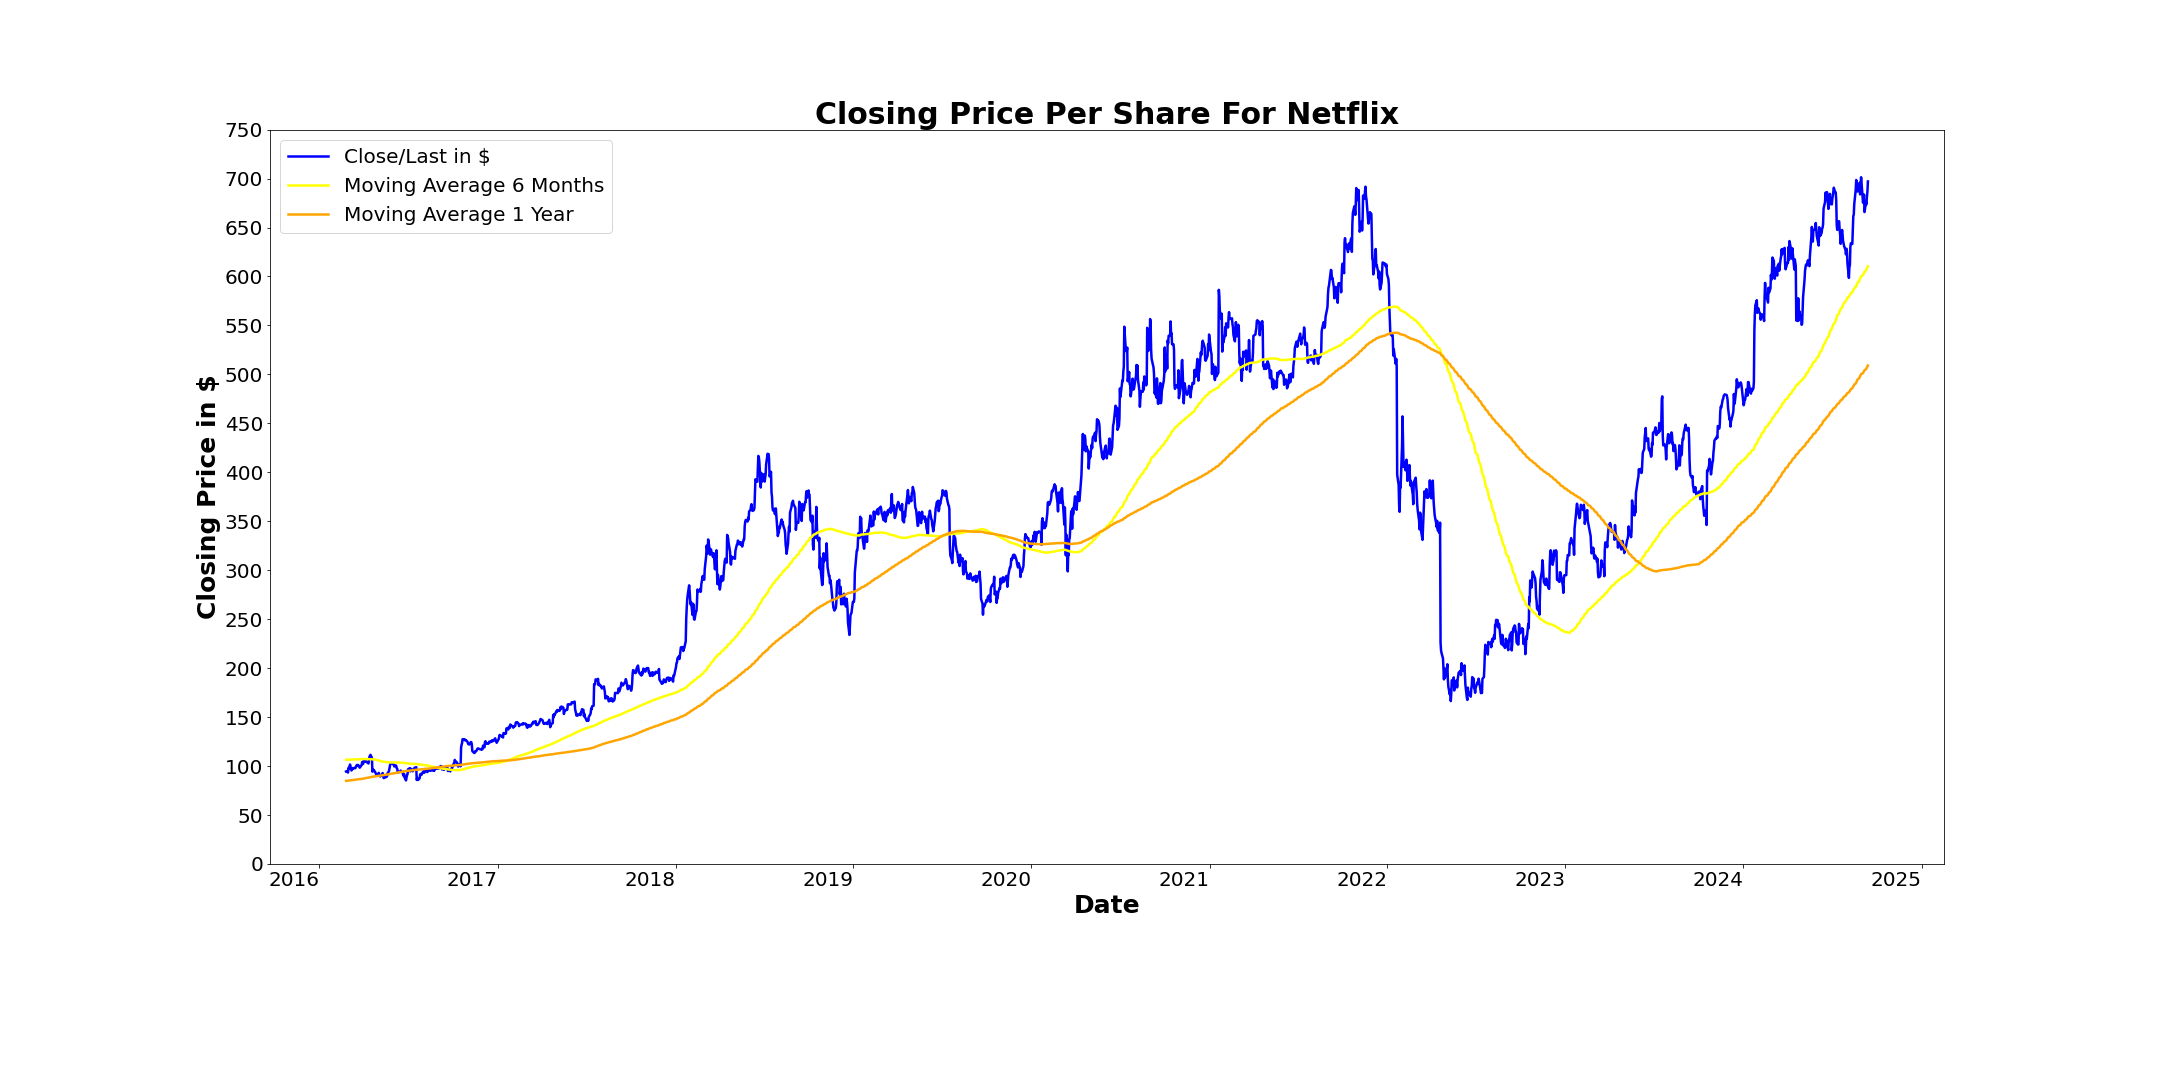 Closing Price Per Share For Netflix
Close/Last in $
Moving Average 6 Months
Moving Average 1 Year
Closing Price in $
750
700
650
600
550
500
450
400
350
300
250
200
150
100
50
0
2016 2017 2018 2019 2020 2021 2022 2023 2024 2025
Date